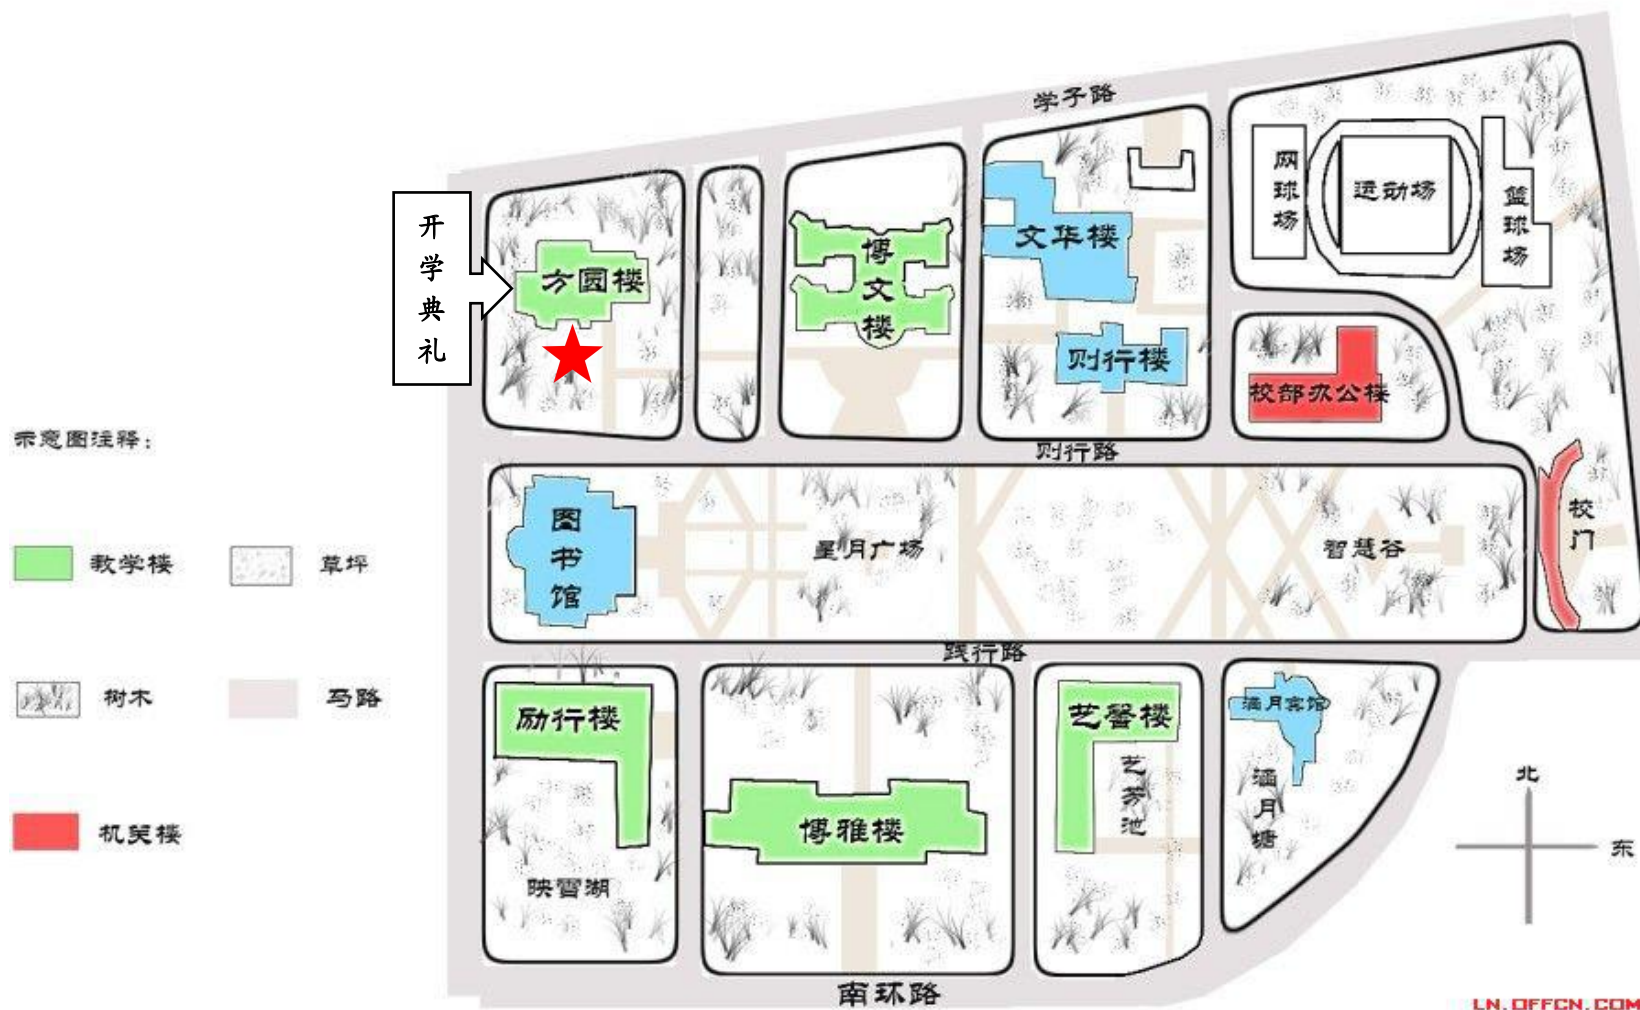 学子路
开学典礼
方园楼
博文楼
文华楼
则行楼
网球场
运动场
篮球场
校部办公楼
则行路
示意图注释：
教学楼
草坪
树木
马路
机关楼
图书馆
星月广场
智慧谷
校门
践行路
励行楼
映雪湖
博雅楼
艺馨楼
艺芳池
涵月宾馆
涵月塘
北
东
南环路
LN.OFFCN.COM